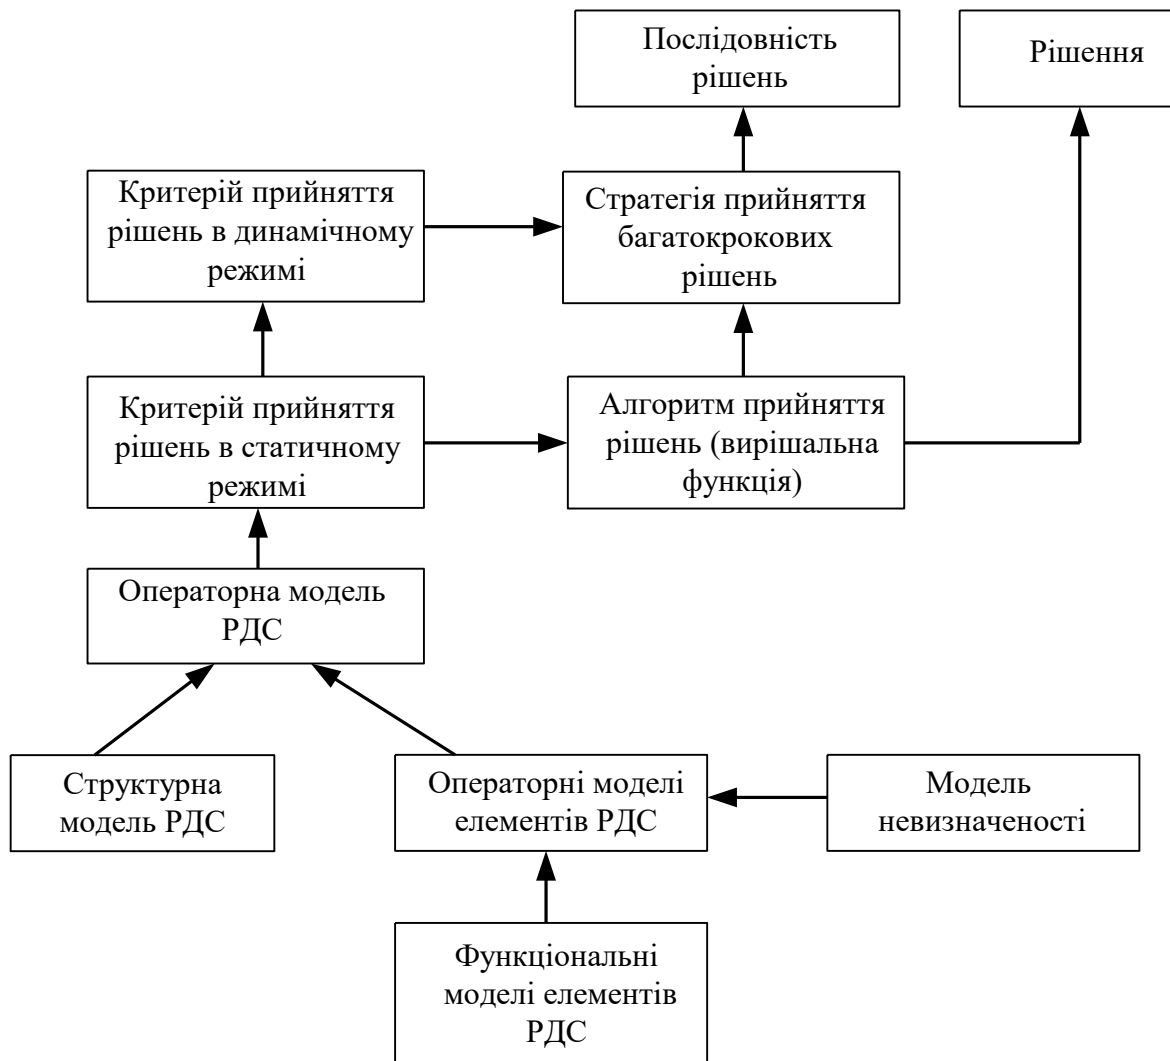 Послідовність
рішень
Рішення
Критерій прийняття
рішень в динамічному
режимі
Стратегія прийняття
багатокрокових
рішень
Критерій прийняття
рішень в статичному
режимі
Алгоритм прийняття
рішень (вирішальна
функція)
Операторна модель
РДС
Структурна
модель РДС
Операторні моделі
елементів РДС
Модель
невизначеності
Функціональні
моделі елементів
РДС